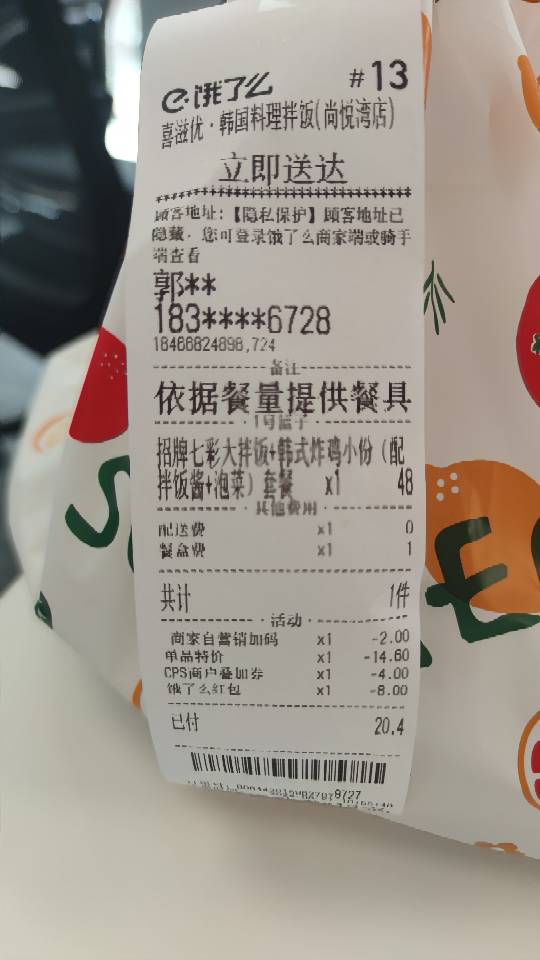 饿了么 #13
喜滋优·韩国料理拌饭(尚悦湾店)
立即送达
顾客地址:【隐私保护】顾客地址已
隐藏，您可登录饿了么商家端或骑手
端查看
郭**
183****6728
18466824898,724
备注
依据餐量提供餐具
1号篮子
招牌七彩大拌饭+韩式炸鸡小份（配
拌饭酱+泡菜）套餐 x1 48
其他费用
配送费 x1 0
餐盒费 x1 1
共计 1件
活动
商家自营销加码 x1 -2.00
单品特价 x1 -14.60
CPS商户叠加券 x1 -4.00
饿了么红包 x1 -8.00
已付 20.4